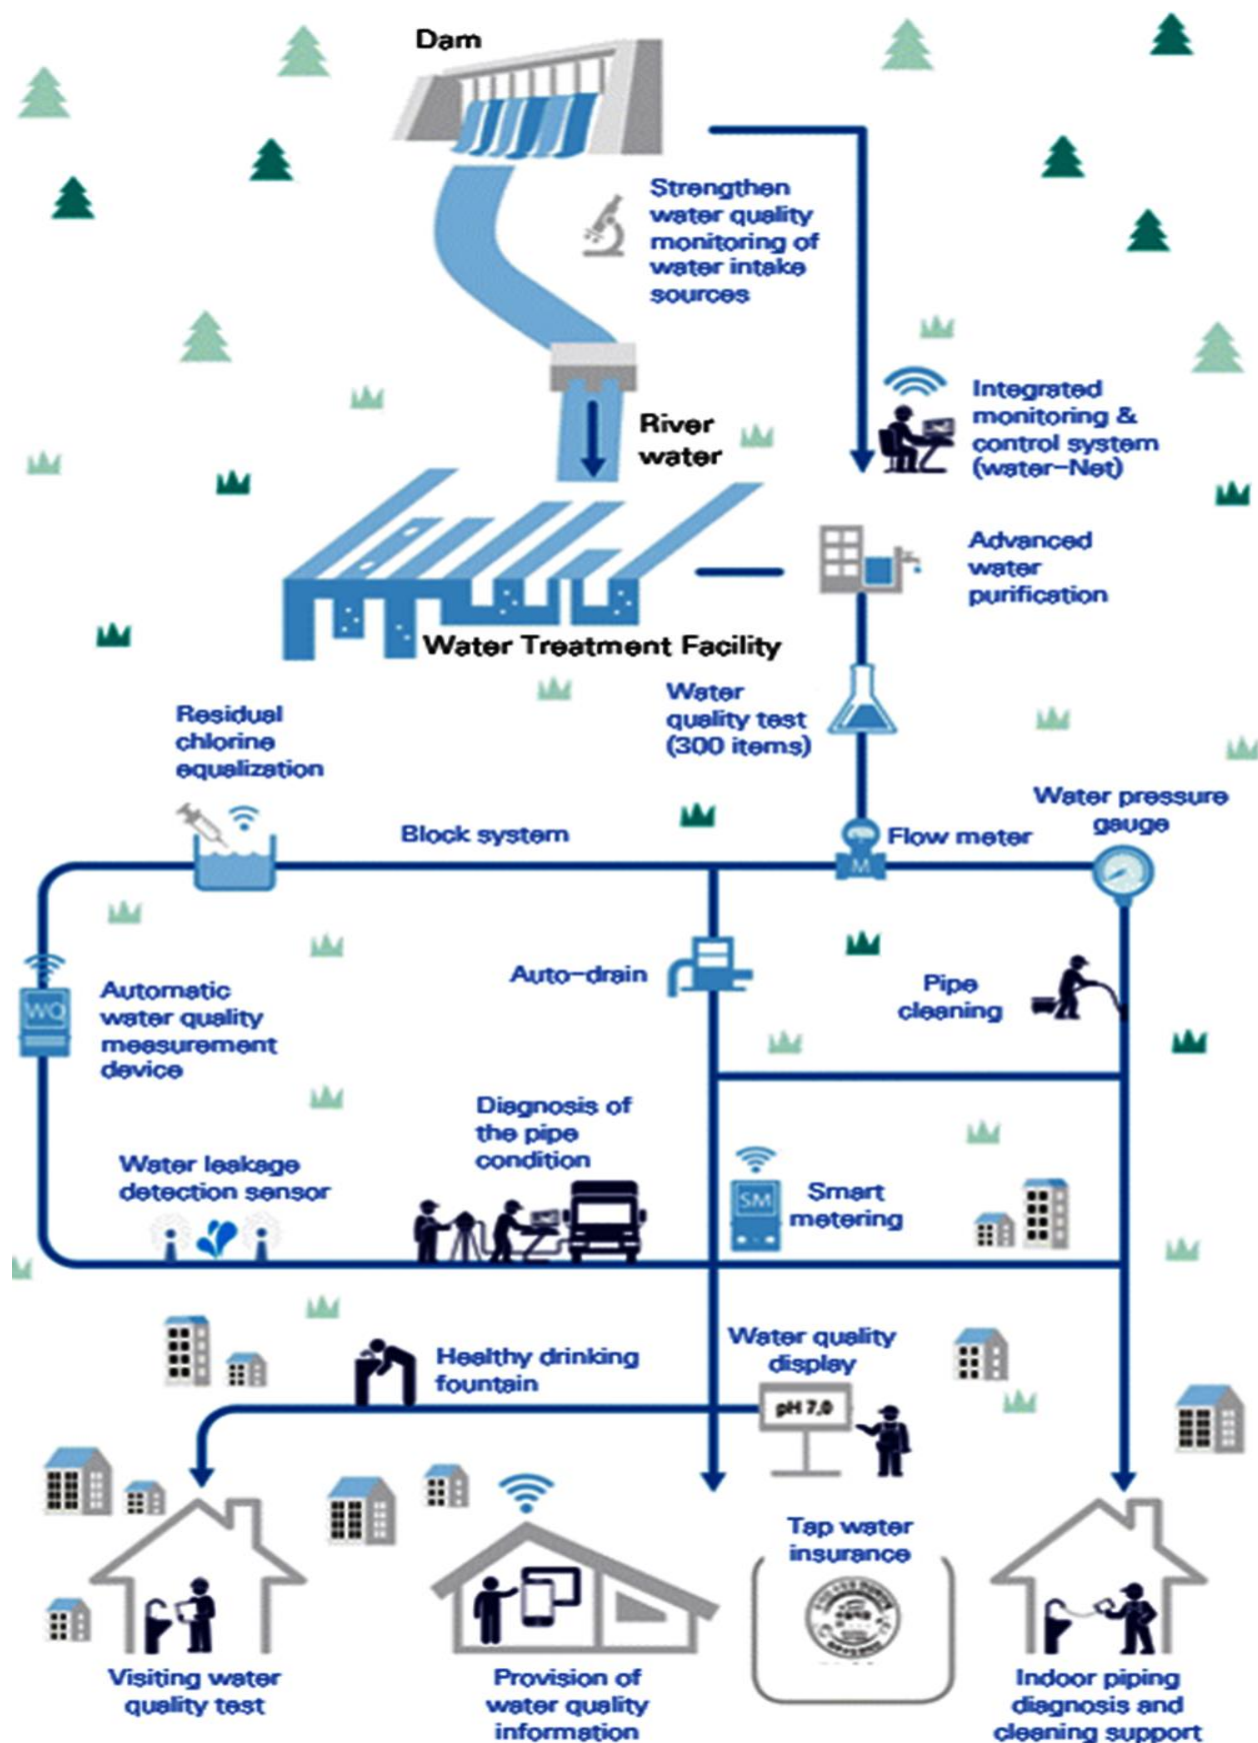 Dam
Strengthen
water quality
monitoring of
water intake
sources
Integrated
monitoring &
control system
(water-Net)
River
water
Advanced
water
purification
Water Treatment Facility
Water
quality test
(300 items)
Residual
chlorine
equalization
Water pressure
gauge
Block system
Flow meter
M
Auto-drain
Pipe
cleaning
WQ
Automatic
water quality
measurement
device
Diagnosis of
the pipe
condition
Water leakage
detection sensor
SM
Smart
metering
Water quality
display
Healthy drinking
fountain
pH 7,0
Tap water
insurance
Visiting water
quality test
Provision of
water quality
information
Indoor piping
diagnosis and
cleaning support